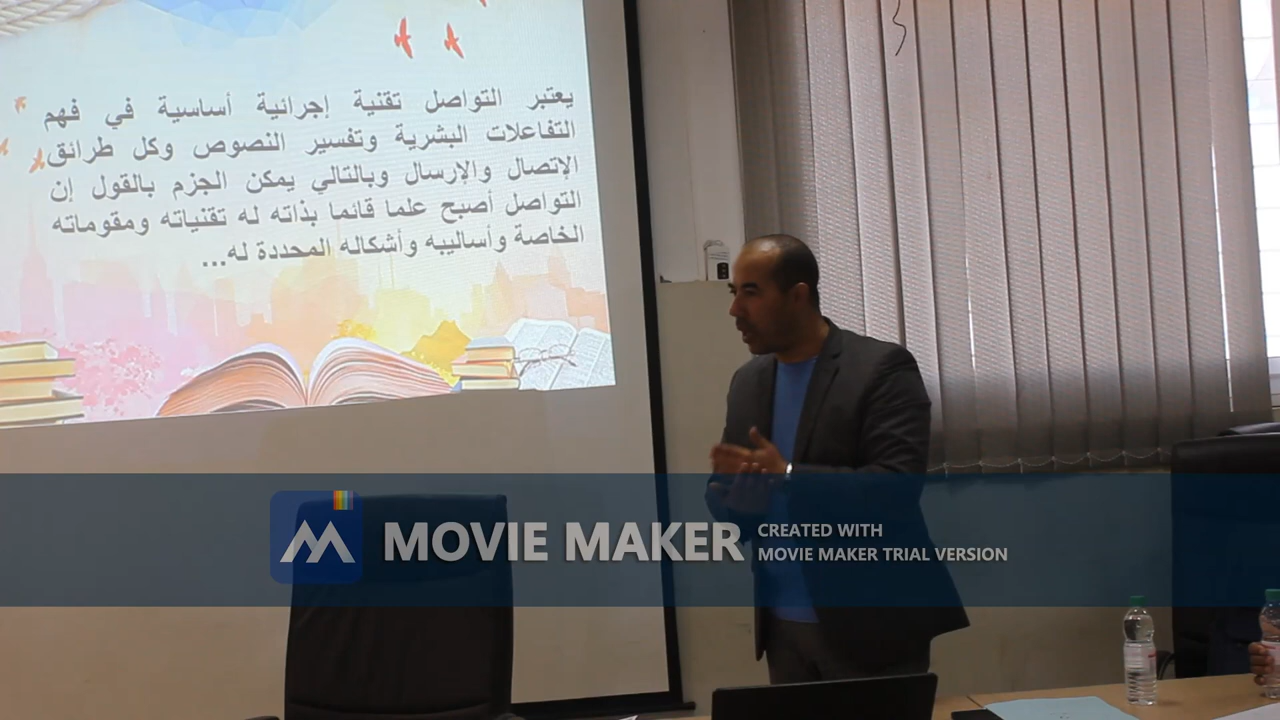 يعتبر التواصل تقنية إجرائية أساسية في فهم
التفاعلات البشرية وتفسير النصوص وكل طرائق
الإتصال والإرسال وبالتالي يمكن الجزم بالقول إن
التواصل أصبح علما قائما بذاته له تقنياته ومقوماته
الخاصة وأساليبه وأشكاله المحددة له...
MOVIE MAKER
CREATED WITH
MOVIE MAKER TRIAL VERSION